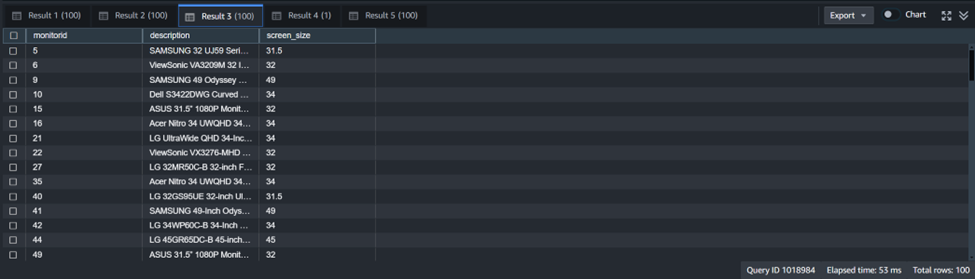 Result 1 (100) Result 2 (100) Result 3 (100) Result 4 (1) Result 5 (100) Export Chart
monitorid description screen_size
5 SAMSUNG 32 UJ59 Seri... 31.5
6 ViewSonic VA3209M 32 I... 32
9 SAMSUNG 49 Odyssey ... 49
10 Dell S3422DWG Curved ... 34
15 ASUS 31.5" 1080P Monit... 32
16 Acer Nitro 34 UWQHD 34... 34
21 LG UltraWide QHD 34-Inc... 34
22 ViewSonic VX3276-MHD ... 32
27 LG 32MR50C-B 32-inch F... 32
35 Acer Nitro 34 UWQHD 34... 34
40 LG 32GS95UE 32-inch Ul... 31.5
41 SAMSUNG 49-Inch Odys... 49
42 LG 34WP60C-B 34-Inch ... 34
44 LG 45GR65DC-B 45-inch... 45
49 ASUS 31.5" 1080P Monit... 32
Query ID 1018984 Elapsed time: 53 ms Total rows: 100